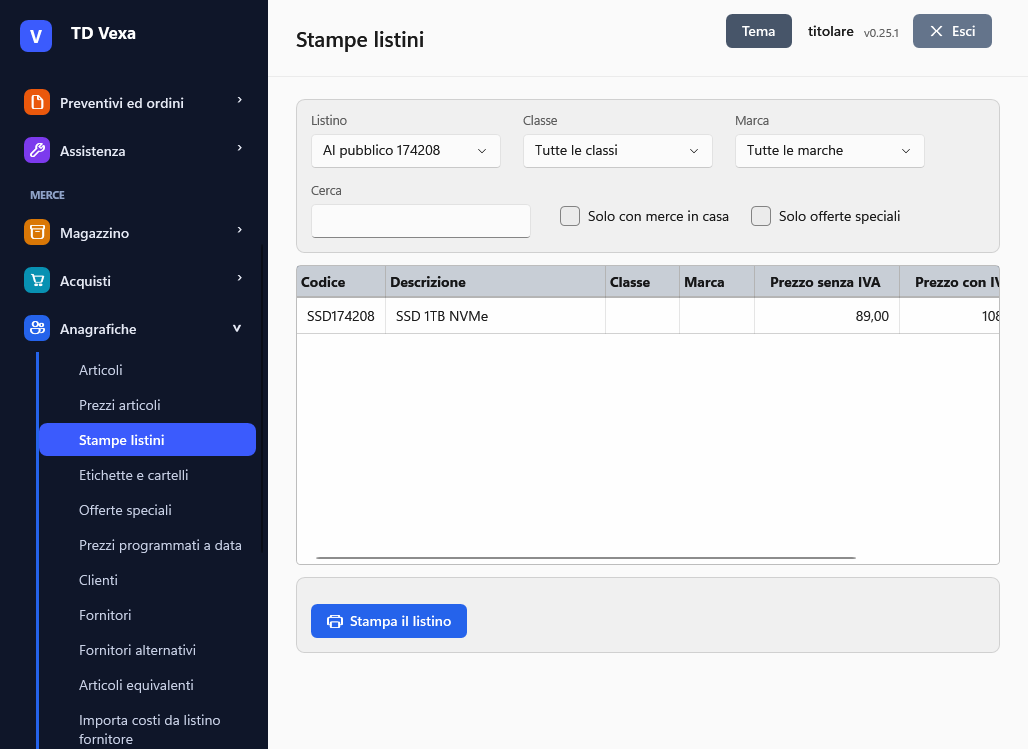 V
TD Vexa
Preventivi ed ordini
Assistenza
MERCE
Magazzino
Acquisti
Anagrafiche
Articoli
Prezzi articoli
Stampe listini
Etichette e cartelli
Offerte speciali
Prezzi programmati a data
Clienti
Fornitori
Fornitori alternativi
Articoli equivalenti
Importa costi da listino
fornitore
Stampe listini
Tema titolare v0.25.1 Esci
Listino Classe Marca
Al pubblico 174208 Tutte le classi Tutte le marche
Cerca
Solo con merce in casa Solo offerte speciali
Codice Descrizione Classe Marca Prezzo senza IVA Prezzo con
SSD174208 SSD 1TB NVMe 89,00
Stampa il listino